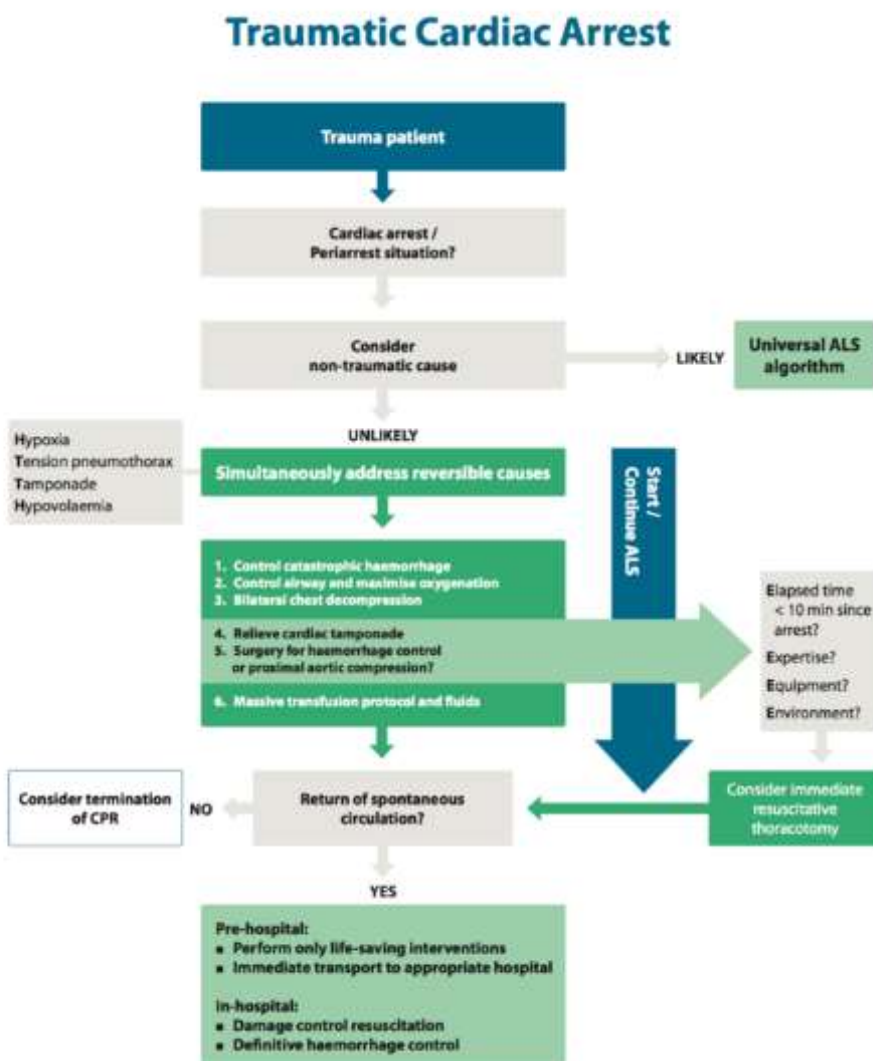 Traumatic Cardiac Arrest
Trauma patient
Cardiac arrest /
Periarrest situation?
Consider
non-traumatic cause
LIKELY
Universal ALS
algorithm
UNLIKELY
Hypoxia
Tension pneumothorax
Tamponade
Hypovolaemia
Simultaneously address reversible causes
Start /
Continue ALS
1. Control catastrophic haemorrhage
2. Control airway and maximise oxygenation
3. Bilateral chest decompression
4. Relieve cardiac tamponade
5. Surgery for haemorrhage control
or proximal aortic compression?
6. Massive transfusion protocol and fluids
Elapsed time
< 10 min since
arrest?
Expertise?
Equipment?
Environment?
Consider immediate
resuscitative
thoracotomy
Return of spontaneous
circulation?
NO
Consider termination
of CPR
YES
Pre-hospital:
▪ Perform only life-saving interventions
▪ Immediate transport to appropriate hospital
In-hospital:
▪ Damage control resuscitation
▪ Definitive haemorrhage control